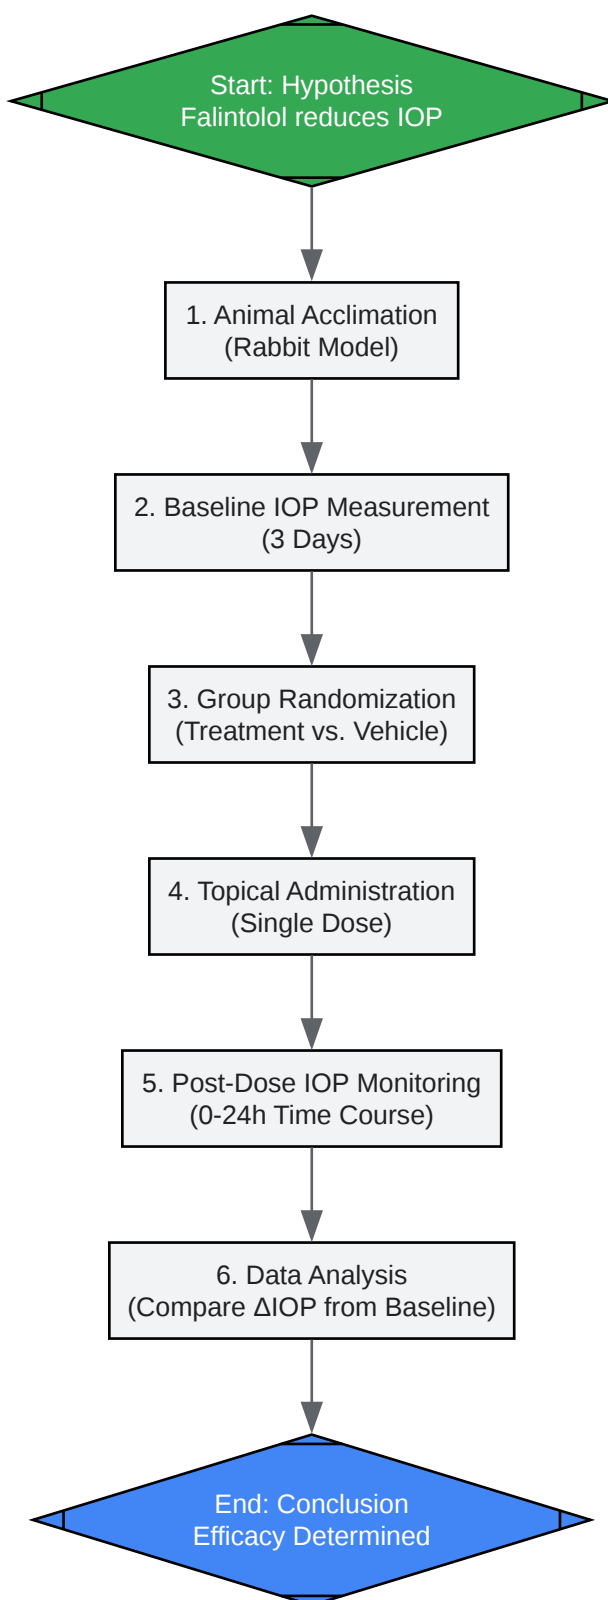 Start: Hypothesis
Falintolol reduces IOP
1. Animal Acclimation
(Rabbit Model)
2. Baseline IOP Measurement
(3 Days)
3. Group Randomization
(Treatment vs. Vehicle)
4. Topical Administration
(Single Dose)
5. Post-Dose IOP Monitoring
(0-24h Time Course)
6. Data Analysis
(Compare ΔIOP from Baseline)
End: Conclusion
Efficacy Determined